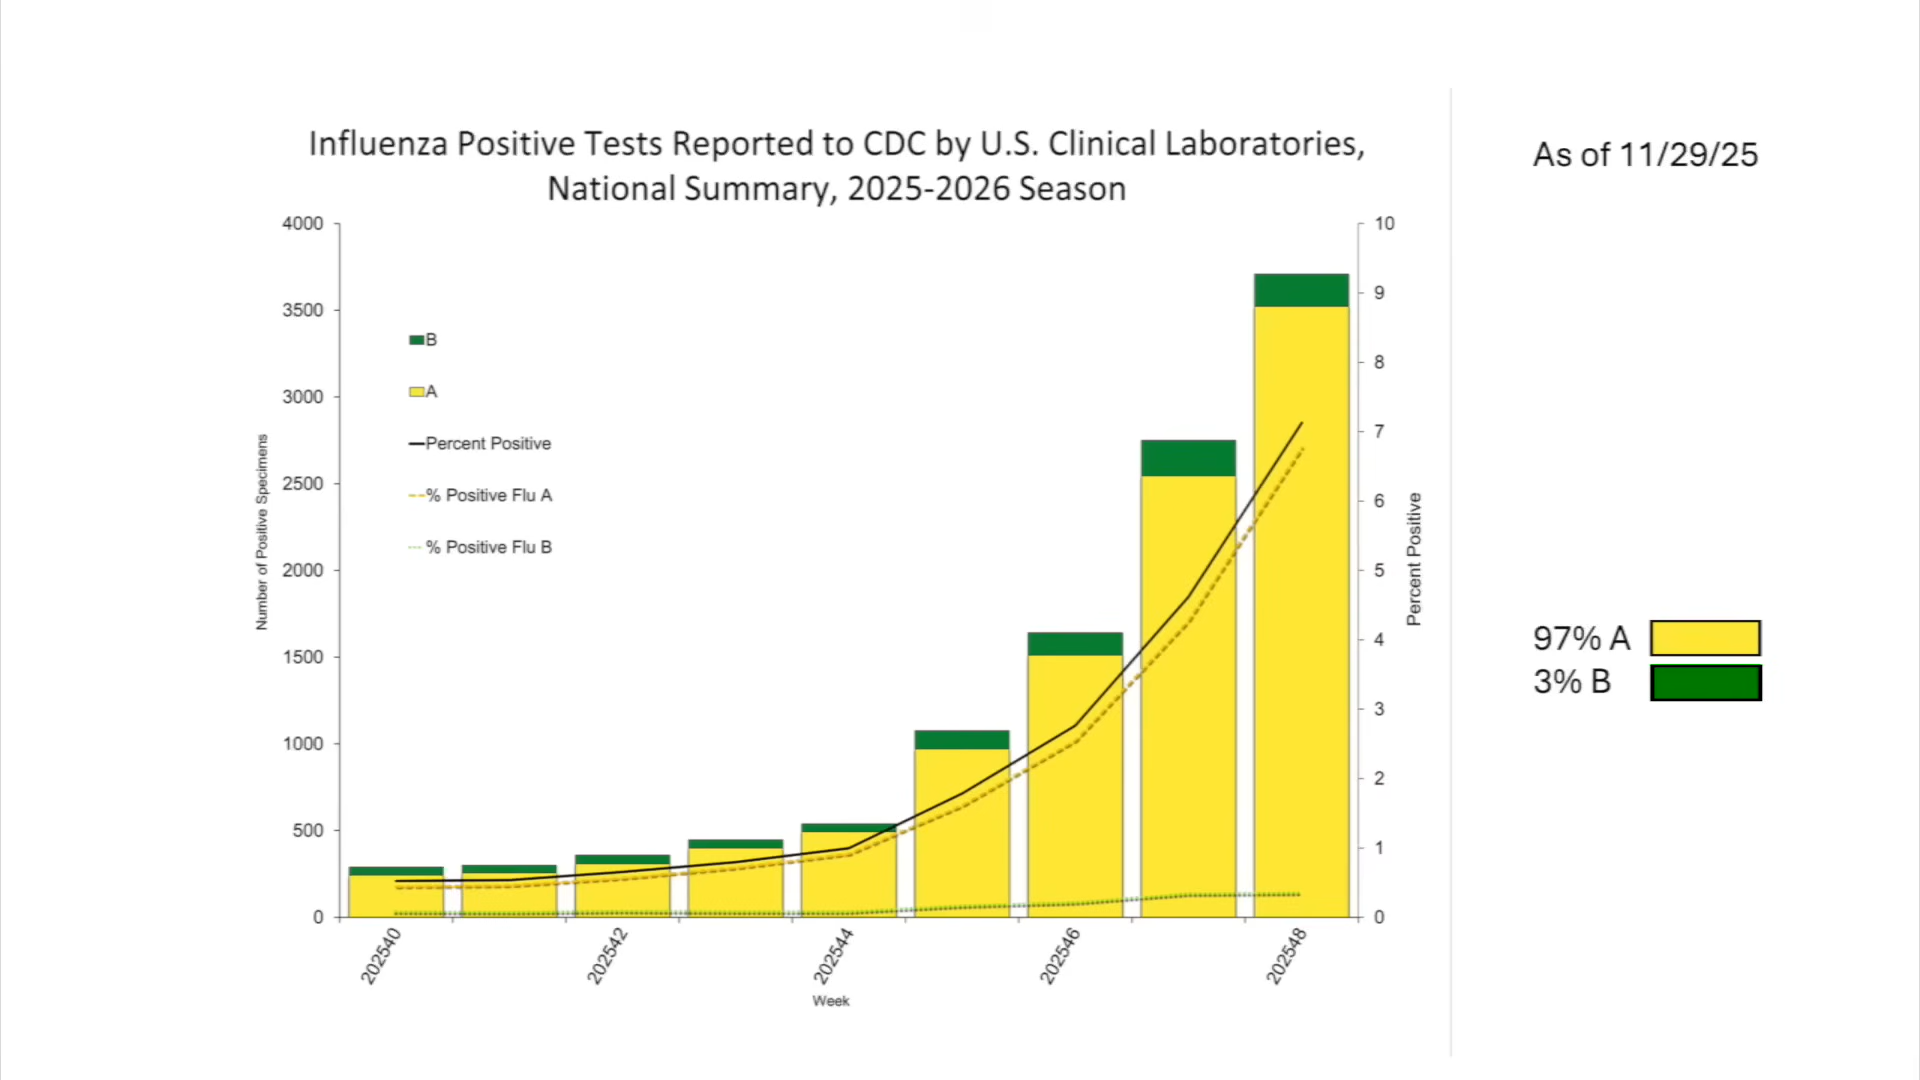 Influenza Positive Tests Reported to CDC by U.S. Clinical Laboratories,
National Summary, 2025-2026 Season
As of 11/29/25
4000
3500
3000
2500
2000
1500
1000
500
0
Number of Positive Specimens
B
A
Percent Positive
% Positive Flu A
% Positive Flu B
10
9
8
7
6
5
4
3
2
1
0
Percent Positive
202540
202542
202544
202546
202548
Week
97% A
3% B